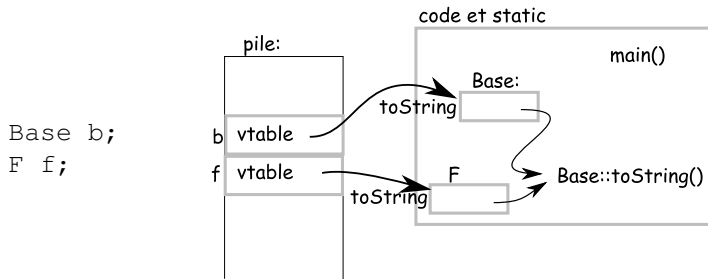 code et static
pile:
main()
Base:
toString
Base b;
b vtable
F f;
f vtable
F
Base::toString()
toString